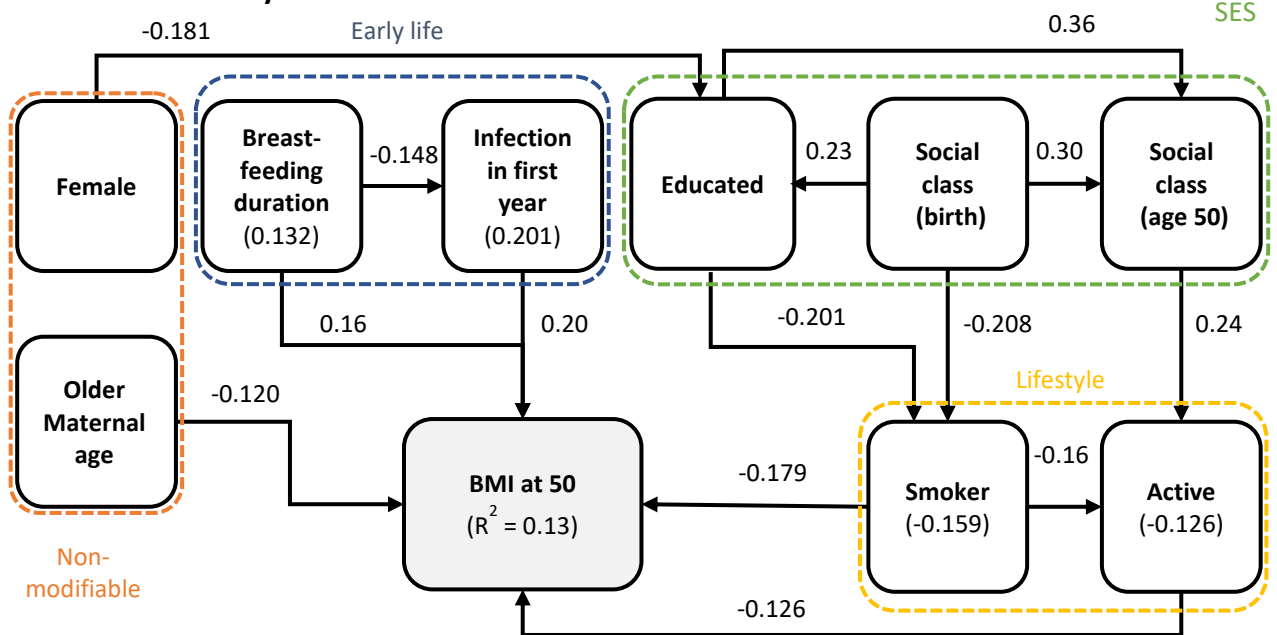 SES
-0.181
Early life
0.36
Female
Breast-
feeding
duration
(0.132)
-0.148
Infection
in first
year
(0.201)
Educated
0.23
Social
class
(birth)
0.30
Social
class
(age 50)
0.16
0.20
-0.201
-0.208
0.24
Older
Maternal
age
-0.120
Lifestyle
BMI at 50
(R² = 0.13)
-0.179
Smoker
(-0.159)
-0.16
Active
(-0.126)
Non-
modifiable
-0.126